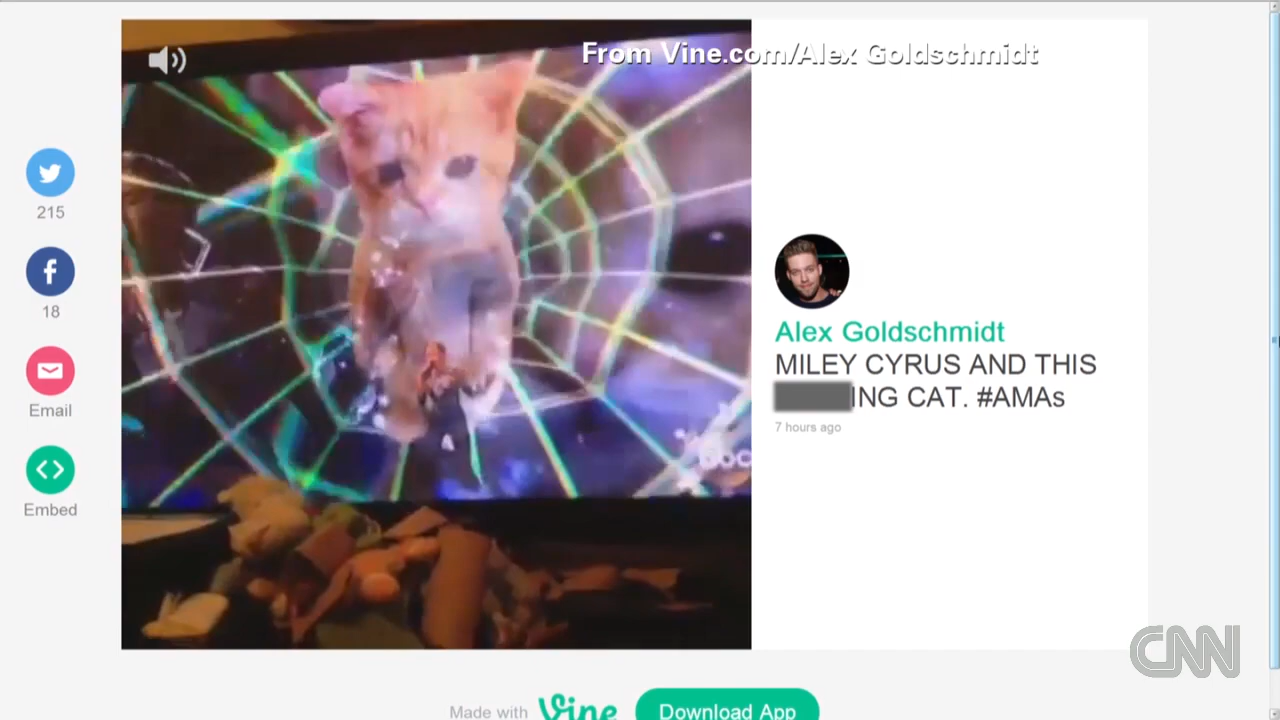 From Vine.com/Alex Goldschmidt
215
18
Email
Embed
Alex Goldschmidt
MILEY CYRUS AND THIS
ING CAT. #AMAs
7 hours ago
abc
CNN
Made with Vine Download App